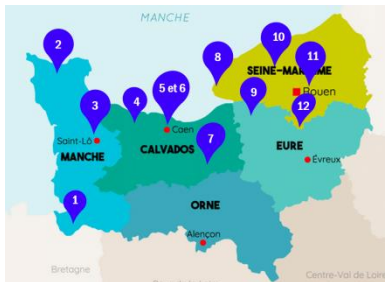 MANCHE
2
10
8
SEINE-MARITIME
11
5 et 6
4
3
9
Rouen
12
Caen
Saint-Lô
7
MANCHE
CALVADOS
EURE
Évreux
1
ORNE
Alençon
Bretagne
Centre-Val de Loire